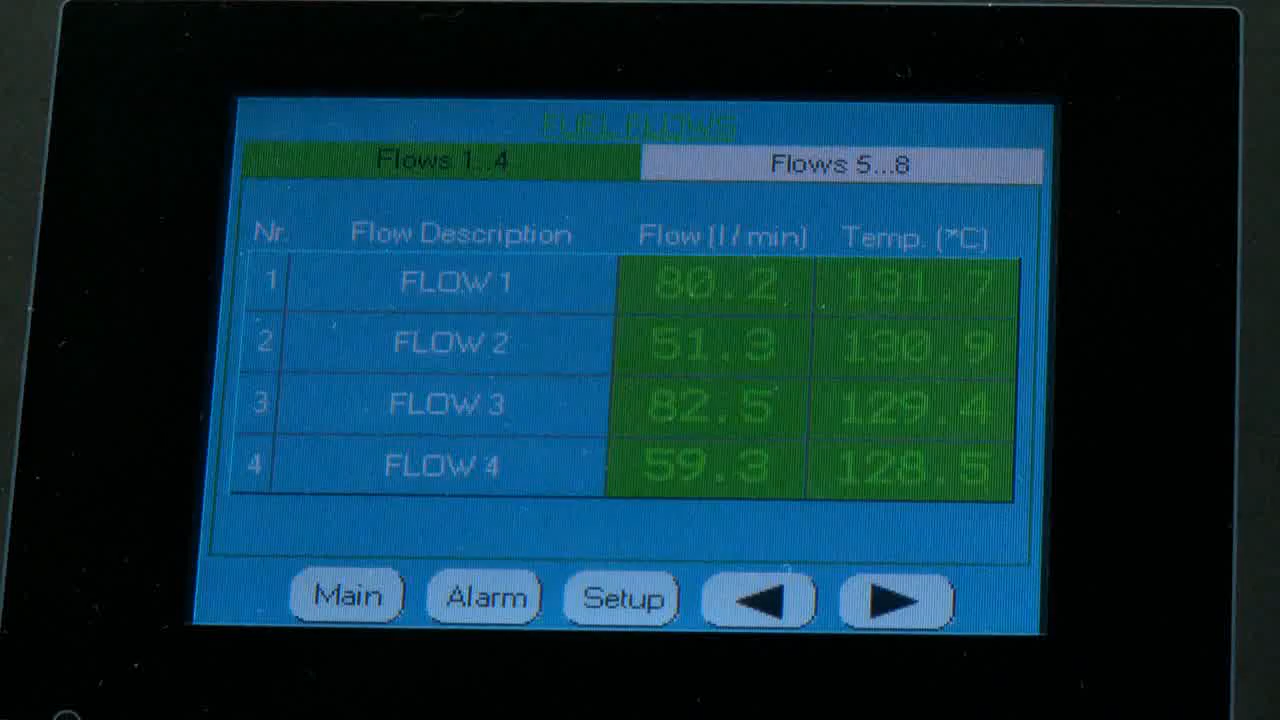 FUEL FLOWS
Flows 1...4 Flows 5...8
Nr. Flow Description Flow (l / min) Temp. (*C)
1 FLOW 1 80.2 131.7
2 FLOW 2 51.3 130.9
3 FLOW 3 82.5 129.4
4 FLOW 4 59.3 128.5
Main Alarm Setup